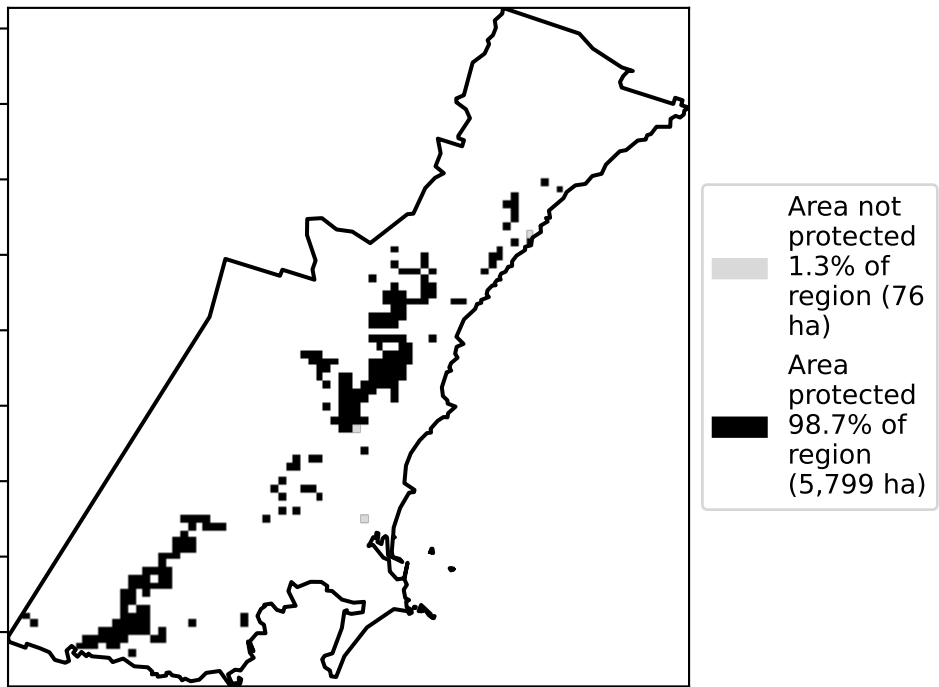 Area not
protected
1.3% of
region (76
ha)
Area
protected
98.7% of
region
(5,799 ha)